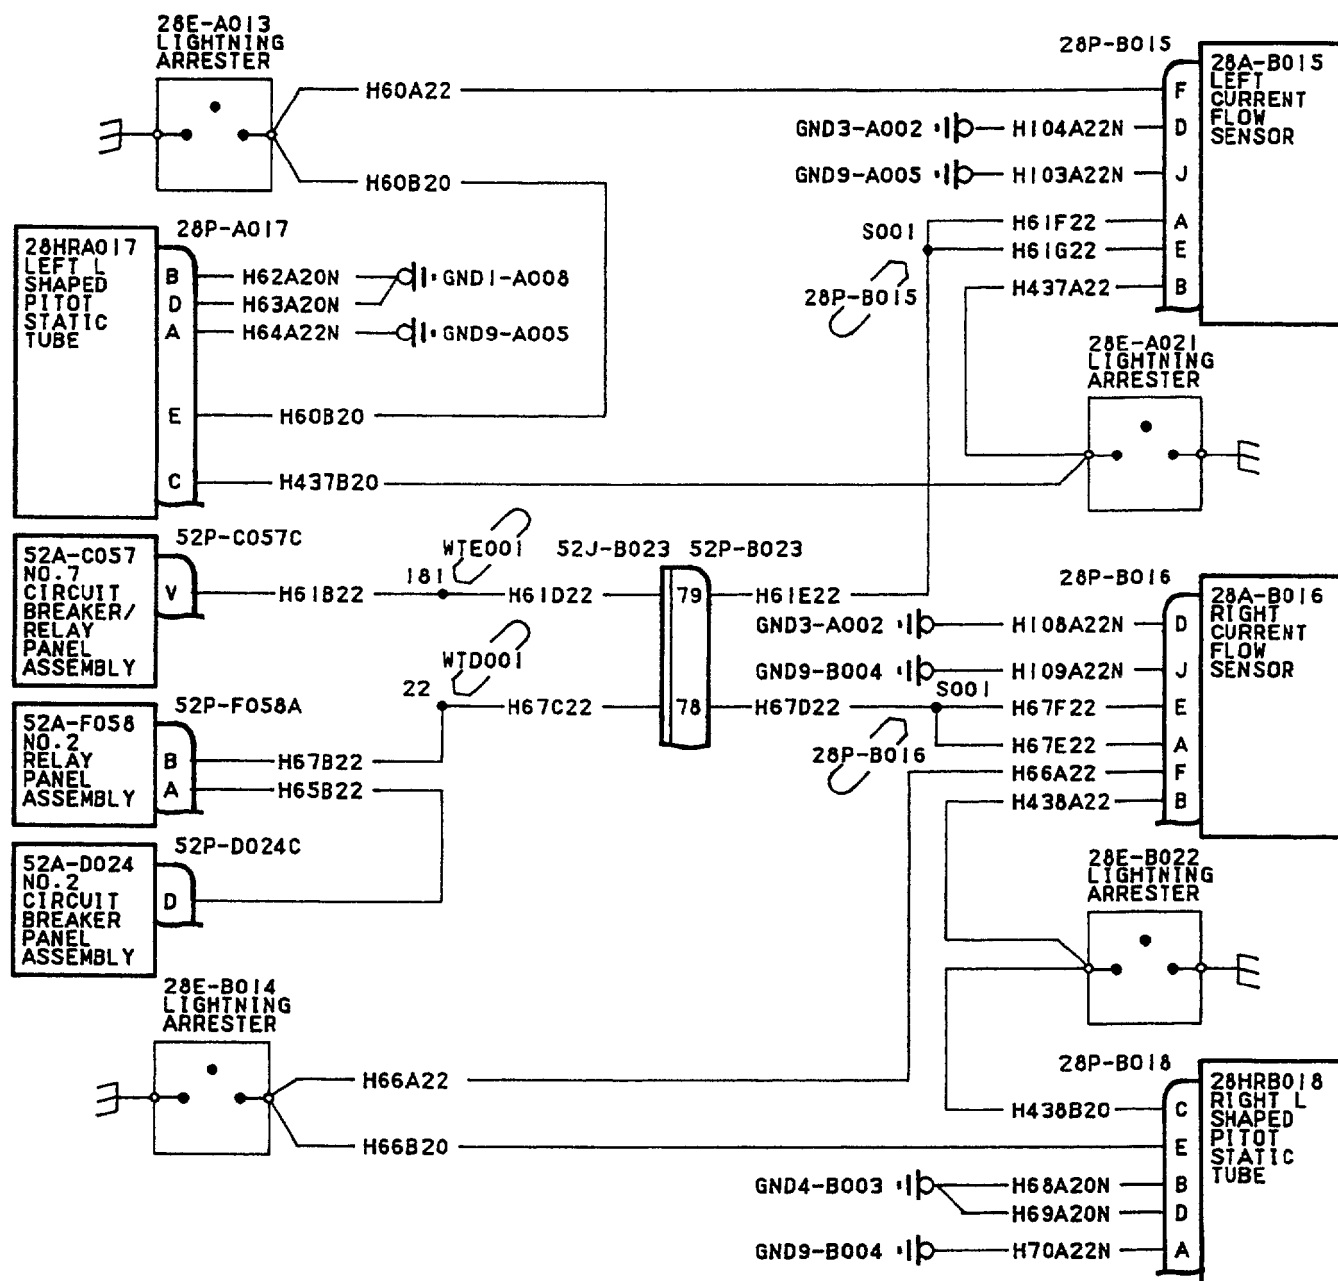 28E-A013
LIGHTNING
ARRESTER
H60A22
H60B20
28P-B015
28A-B015
LEFT
CURRENT
FLOW
SENSOR
F
GND3-A002
H104A22N
D
GND9-A005
H103A22N
J
H61F22
A
S001
H61G22
E
28P-B015
H437A22
B
28P-A017
28HRA017
LEFT L
SHAPED
PITOT
STATIC
TUBE
B
H62A20N
GND1-A008
D
H63A20N
A
H64A22N
GND9-A005
E
H60B20
C
H437B20
28E-A021
LIGHTNING
ARRESTER
52P-C057C
52A-C057
NO.7
CIRCUIT
BREAKER/
RELAY
PANEL
ASSEMBLY
V
H61B22
181
WTE001
H61D22
52J-B023
52P-B023
79
H61E22
28P-B016
28A-B016
RIGHT
CURRENT
FLOW
SENSOR
GND3-A002
H108A22N
D
GND9-B004
H109A22N
J
52P-F058A
52A-F058
NO.2
RELAY
PANEL
ASSEMBLY
B
H67B22
A
H65B22
22
WTD001
H67C22
78
H67D22
S001
H67F22
E
28P-B016
H67E22
A
H66A22
F
H438A22
B
52P-D024C
52A-D024
NO.2
CIRCUIT
BREAKER
PANEL
ASSEMBLY
D
28E-B022
LIGHTNING
ARRESTER
28E-B014
LIGHTNING
ARRESTER
H66A22
H66B20
28P-B018
28HRB018
RIGHT L
SHAPED
PITOT
STATIC
TUBE
H438B20
C
E
GND4-B003
H68A20N
B
H69A20N
D
GND9-B004
H70A22N
A